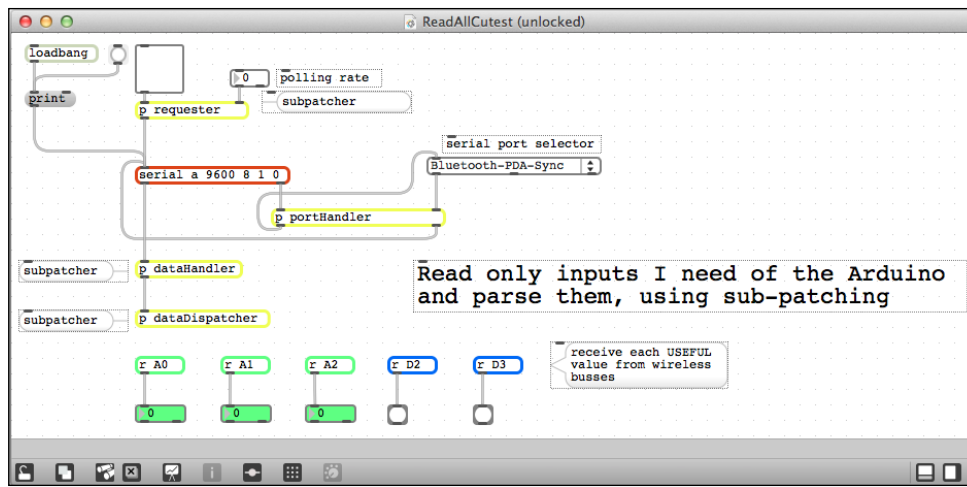 ReadAllCutest (unlocked)
loadbang
0
polling rate
print
subpatcher
p requester
serial port selector
Bluetooth-PDA-Sync
serial a 9600 8 1 0
p portHandler
subpatcher
p dataHandler
Read only inputs I need of the Arduino
and parse them, using sub-patching
subpatcher
p dataDispatcher
receive each USEFUL
value from wireless
busses
r A0
r A1
r A2
r D2
r D3
0
0
0